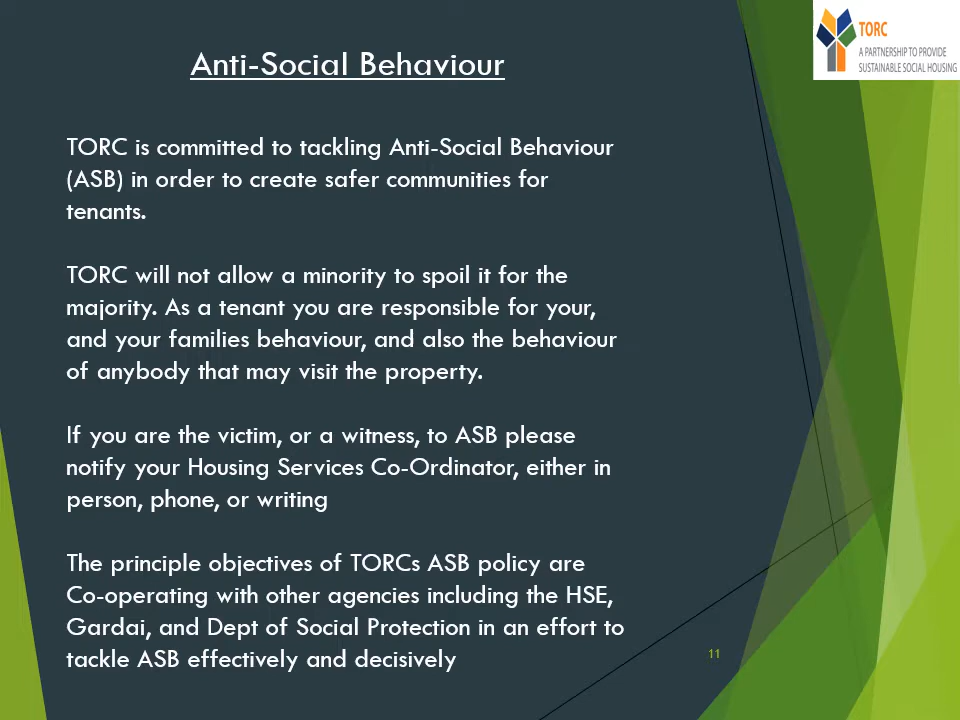 TORC
A PARTNERSHIP TO PROVIDE
SUSTAINABLE SOCIAL HOUSING
Anti-Social Behaviour
TORC is committed to tackling Anti-Social Behaviour
(ASB) in order to create safer communities for
tenants.
TORC will not allow a minority to spoil it for the
majority. As a tenant you are responsible for your,
and your families behaviour, and also the behaviour
of anybody that may visit the property.
If you are the victim, or a witness, to ASB please
notify your Housing Services Co-Ordinator, either in
person, phone, or writing
The principle objectives of TORCs ASB policy are
Co-operating with other agencies including the HSE,
Gardai, and Dept of Social Protection in an effort to
tackle ASB effectively and decisively
11